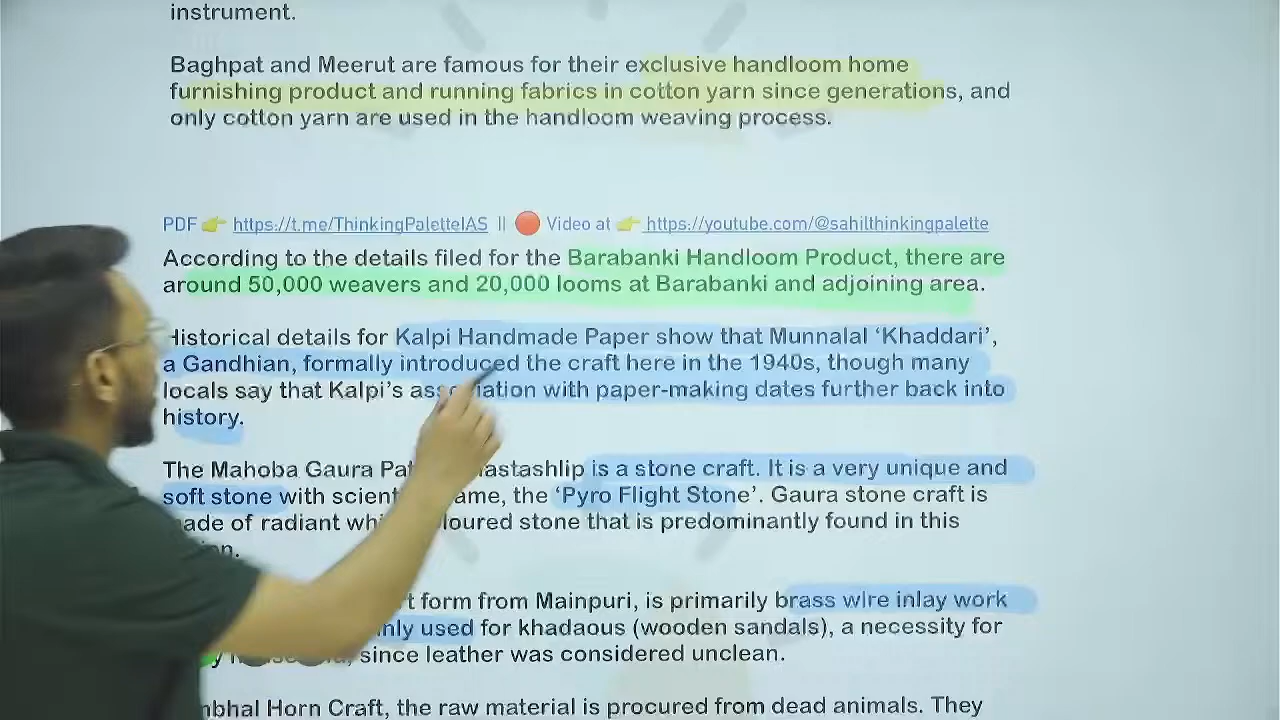 instrument.
Baghpat and Meerut are famous for their exclusive handloom home
furnishing product and running fabrics in cotton yarn since generations, and
only cotton yarn are used in the handloom weaving process.
PDF 👉 https://t.me/ThinkingPaletteIAS || 🔴 Video at 👉 https://youtube.com/@sahilthinkingpalette
According to the details filed for the Barabanki Handloom Product, there are
around 50,000 weavers and 20,000 looms at Barabanki and adjoining area.
Historical details for Kalpi Handmade Paper show that Munnalal ‘Khaddari’,
a Gandhian, formally introduced the craft here in the 1940s, though many
locals say that Kalpi’s association with paper-making dates further back into
history.
The Mahoba Gaura is a stone craft. It is a very unique and
soft stone with the ‘Pyro Flight Stone’. Gaura stone craft is
made of radiant stone that is predominantly found in this
form from Mainpuri, is primarily brass wire inlay work
used for khadaous (wooden sandals), a necessity for
since leather was considered unclean.
Horn Craft, the raw material is procured from dead animals. They